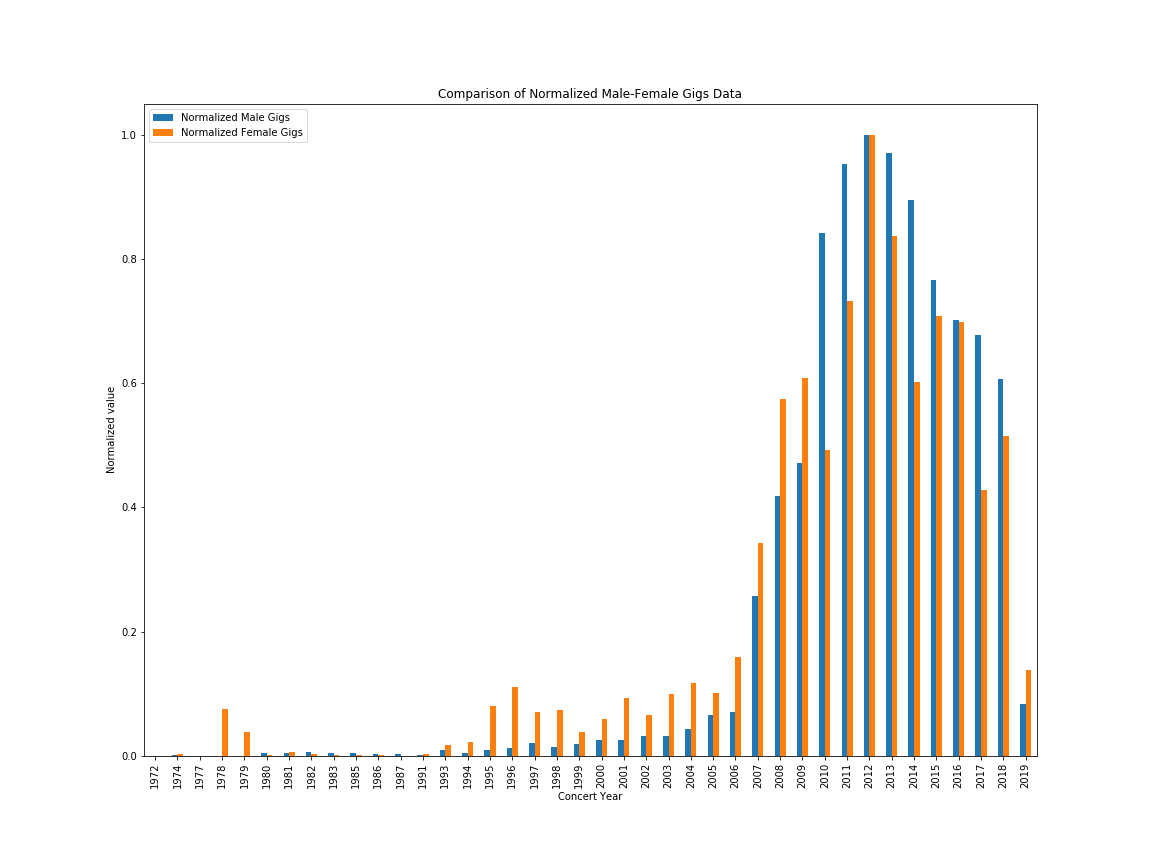 Comparison of Normalized Male-Female Gigs Data
Normalized Male Gigs
Normalized Female Gigs
1.0
0.8
0.6
0.4
0.2
0.0
Normalized value
1972 1974 1977 1978 1979 1980 1981 1982 1983 1985 1986 1987 1991 1993 1994 1995 1996 1997 1998 1999 2000 2001 2002 2003 2004 2005 2006 2007 2008 2009 2010 2011 2012 2013 2014 2015 2016 2017 2018 2019
Concert Year